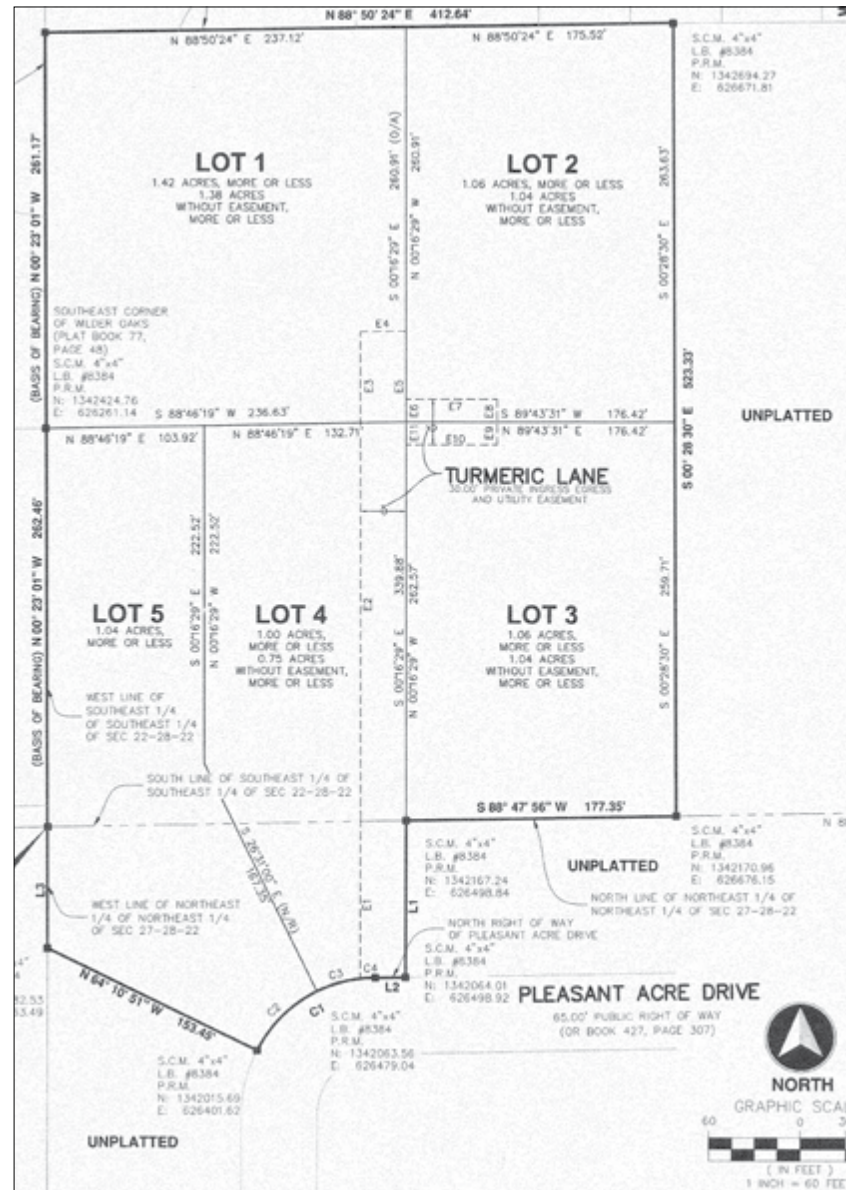 N 88° 50' 24" E 412.64'
N 88°50'24" E 237.12'
N 88°50'24" E 175.52'
S.C.M. 4"x4"
L.B. #8384
P.R.M.
N: 1342694.27
E: 626671.81
(BASIS OF BEARING) N 00° 23' 01" W 261.17'
LOT 1
1.42 ACRES, MORE OR LESS
1.38 ACRES
WITHOUT EASEMENT,
MORE OR LESS
S 00°16'29" E 260.91' (O/A)
N 00°16'29" W 260.91'
LOT 2
1.06 ACRES, MORE OR LESS
1.04 ACRES
WITHOUT EASEMENT,
MORE OR LESS
S 00°28'30" E 263.63'
SOUTHEAST CORNER
OF WILDER OAKS
(PLAT BOOK 77,
PAGE 48)
S.C.M. 4"x4"
L.B. #8384
P.R.M.
N: 1342424.76
E: 626261.14
E4
E3
E5
E6
E7
E8
S 88°46'19" W 236.63'
S 89°43'31" W 176.42'
UNPLATTED
S 00° 28' 30" E 523.33'
N 88°46'19" E 103.92'
N 88°46'19" E 132.71'
E11
E10
E9
N 89°43'31" E 176.42'
TURMERIC LANE
30.00' PRIVATE INGRESS EGRESS
AND UTILITY EASEMENT
(BASIS OF BEARING) N 00° 23' 01" W 262.46'
S 00°16'29" E 222.52'
N 00°16'29" W 222.52'
LOT 5
1.04 ACRES,
MORE OR LESS
LOT 4
1.00 ACRES,
MORE OR LESS
0.75 ACRES
WITHOUT EASEMENT,
MORE OR LESS
E2
S 00°16'29" E 339.88'
N 00°16'29" W 262.57'
LOT 3
1.06 ACRES,
MORE OR LESS
1.04 ACRES
WITHOUT EASEMENT,
MORE OR LESS
S 00°28'30" E 259.71'
WEST LINE OF
SOUTHEAST 1/4
OF SOUTHEAST 1/4
OF SEC 22-28-22
SOUTH LINE OF SOUTHEAST 1/4 OF
SOUTHEAST 1/4 OF SEC 22-28-22
S 88° 47' 56" W 177.35'
N 8
S 26°31'00" E (N/R)
167.35'
S.C.M. 4"x4"
L.B. #8384
P.R.M.
N: 1342167.24
E: 626498.84
UNPLATTED
S.C.M. 4"x4"
L.B. #8384
P.R.M.
N: 1342170.96
E: 626676.15
NORTH LINE OF NORTHEAST 1/4 OF
NORTHEAST 1/4 OF SEC 27-28-22
L3
WEST LINE OF NORTHEAST
1/4 OF NORTHEAST 1/4
OF SEC 27-28-22
E1
L1
NORTH RIGHT OF WAY
OF PLEASANT ACRE DRIVE
S.C.M. 4"x4"
L.B. #8384
P.R.M.
N: 1342064.01
E: 626498.92
C3
C4
L2
C2
C1
N 64° 10' 51" W 153.45'
PLEASANT ACRE DRIVE
65.00' PUBLIC RIGHT OF WAY
(OR BOOK 427, PAGE 307)
S.C.M. 4"x4"
L.B. #8384
P.R.M.
N: 1342063.56
E: 626479.04
S.C.M. 4"x4"
L.B. #8384
P.R.M.
N: 1342015.69
E: 626401.62
UNPLATTED
NORTH
GRAPHIC SCA
60
0
3
( IN FEET )
1 INCH = 60 FEE